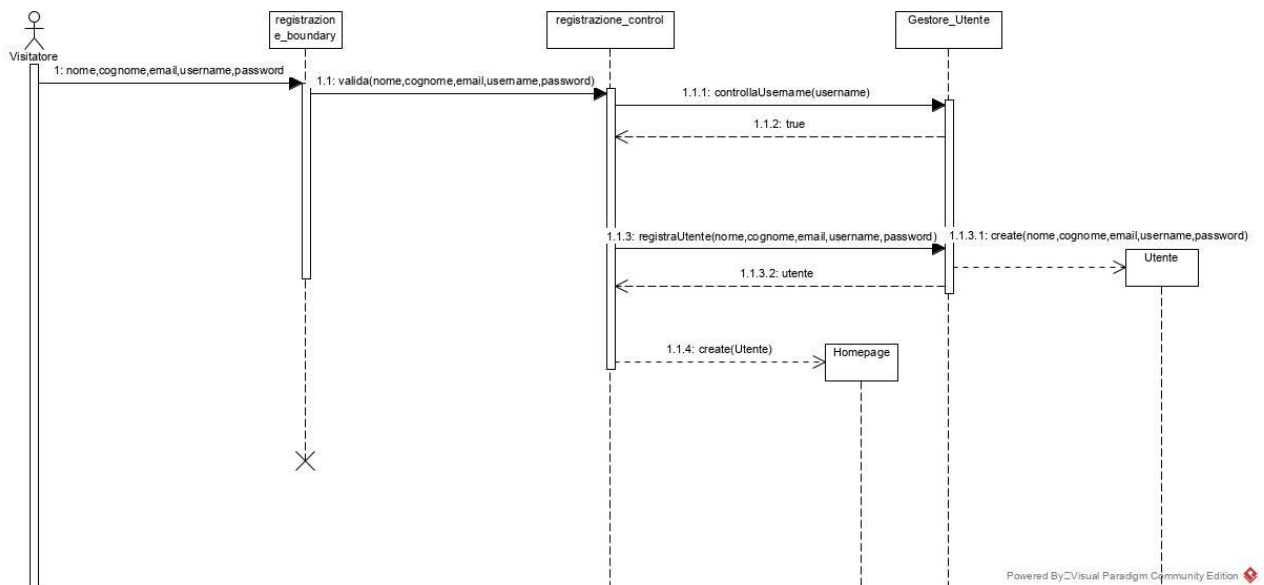 registrazion
e_boundary
registrazione_control
Gestore_Utente
Visitatore
1: nome,cognome,email,username,password
1.1: valida(nome,cognome,email,username,password)
1.1.1: controllaUsername(username)
1.1.2: true
1.1.3: registraUtente(nome,cognome,email,username,password)
1.1.3.1: create(nome,cognome,email,username,password)
Utente
1.1.3.2: utente
1.1.4: create(Utente)
Homepage
Powered By Visual Paradigm Community Edition